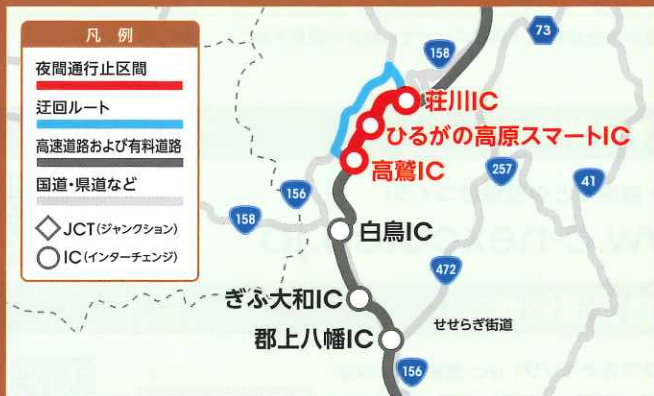 凡 例
夜間通行止区間
迂回ルート
高速道路および有料道路
国道・県道など
JCT(ジャンクション)
IC(インターチェンジ)
158
73
荘川IC
ひるがの高原スマートIC
高鷲IC
257
41
156
158
白鳥IC
472
ぎふ大和IC
せせらぎ街道
郡上八幡IC
156